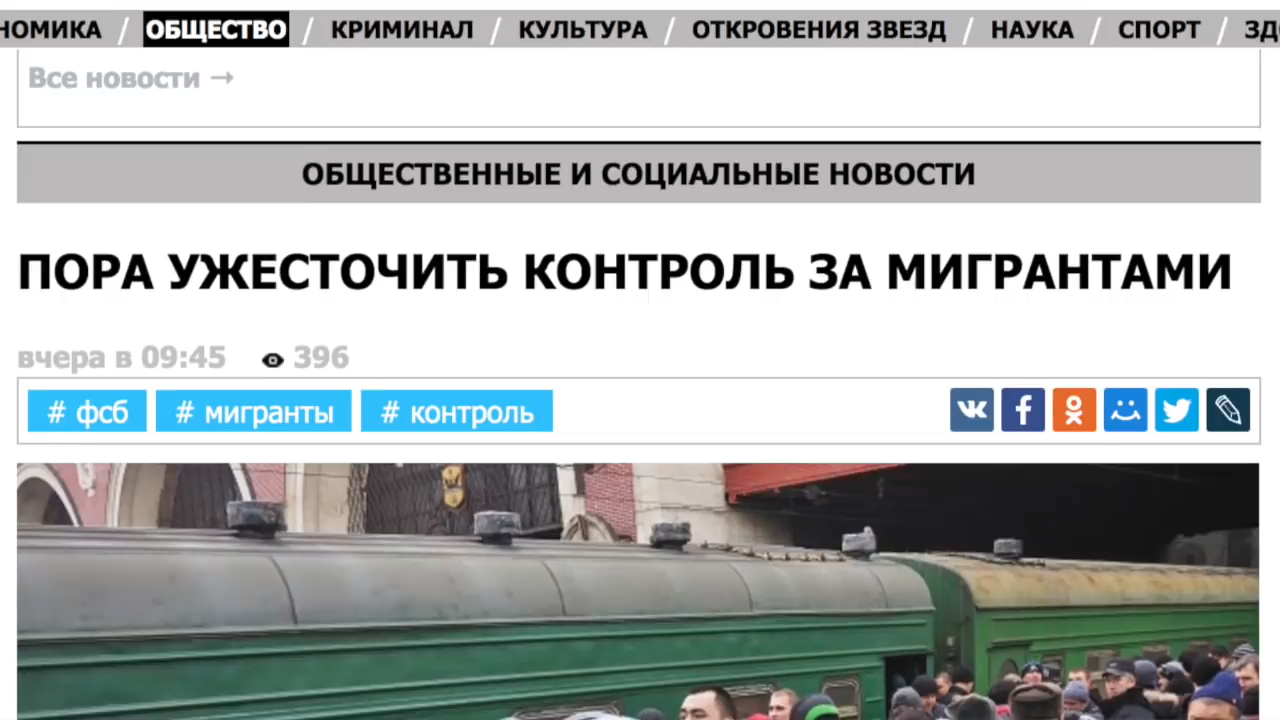 НОМИКА / ОБЩЕСТВО / КРИМИНАЛ / КУЛЬТУРА / ОТКРОВЕНИЯ ЗВЕЗД / НАУКА / СПОРТ / ЗД
Все новости →
ОБЩЕСТВЕННЫЕ И СОЦИАЛЬНЫЕ НОВОСТИ
ПОРА УЖЕСТОЧИТЬ КОНТРОЛЬ ЗА МИГРАНТАМИ
вчера в 09:45 396
# фсб # мигранты # контроль